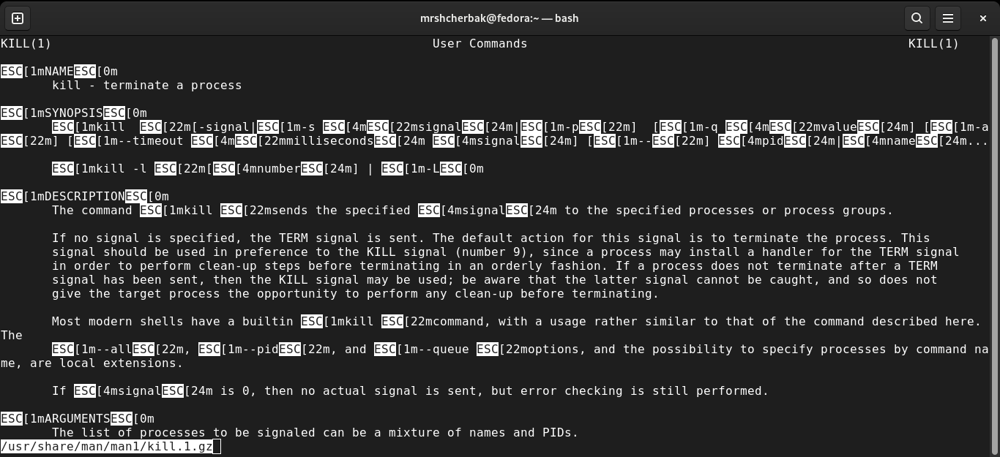 mrshcherbak@fedora:~ — bash
KILL(1) User Commands KILL(1)
ESC[1mNAMEESC[0m
kill - terminate a process
ESC[1mSYNOPSISESC[0m
ESC[1mkill ESC[22m[-signal|ESC[1m-s ESC[4mESC[22msignalESC[24m|ESC[1m-pESC[22m] [ESC[1m-q ESC[4mESC[22mvalueESC[24m] [ESC[1m-a
ESC[22m] [ESC[1m--timeout ESC[4mESC[22mmillisecondsESC[24m ESC[4msignalESC[24m] [ESC[1m--ESC[22m] ESC[4mpidESC[24m|ESC[4mnameESC[24m...
ESC[1mkill -l ESC[22m[ESC[4mnumberESC[24m] | ESC[1m-LESC[0m
ESC[1mDESCRIPTIONESC[0m
The command ESC[1mkill ESC[22msends the specified ESC[4msignalESC[24m to the specified processes or process groups.
If no signal is specified, the TERM signal is sent. The default action for this signal is to terminate the process. This
signal should be used in preference to the KILL signal (number 9), since a process may install a handler for the TERM signal
in order to perform clean-up steps before terminating in an orderly fashion. If a process does not terminate after a TERM
signal has been sent, then the KILL signal may be used; be aware that the latter signal cannot be caught, and so does not
give the target process the opportunity to perform any clean-up before terminating.
Most modern shells have a builtin ESC[1mkill ESC[22mcommand, with a usage rather similar to that of the command described here.
The
ESC[1m--allESC[22m, ESC[1m--pidESC[22m, and ESC[1m--queue ESC[22moptions, and the possibility to specify processes by command na
me, are local extensions.
If ESC[4msignalESC[24m is 0, then no actual signal is sent, but error checking is still performed.
ESC[1mARGUMENTSESC[0m
The list of processes to be signaled can be a mixture of names and PIDs.
/usr/share/man/man1/kill.1.gz